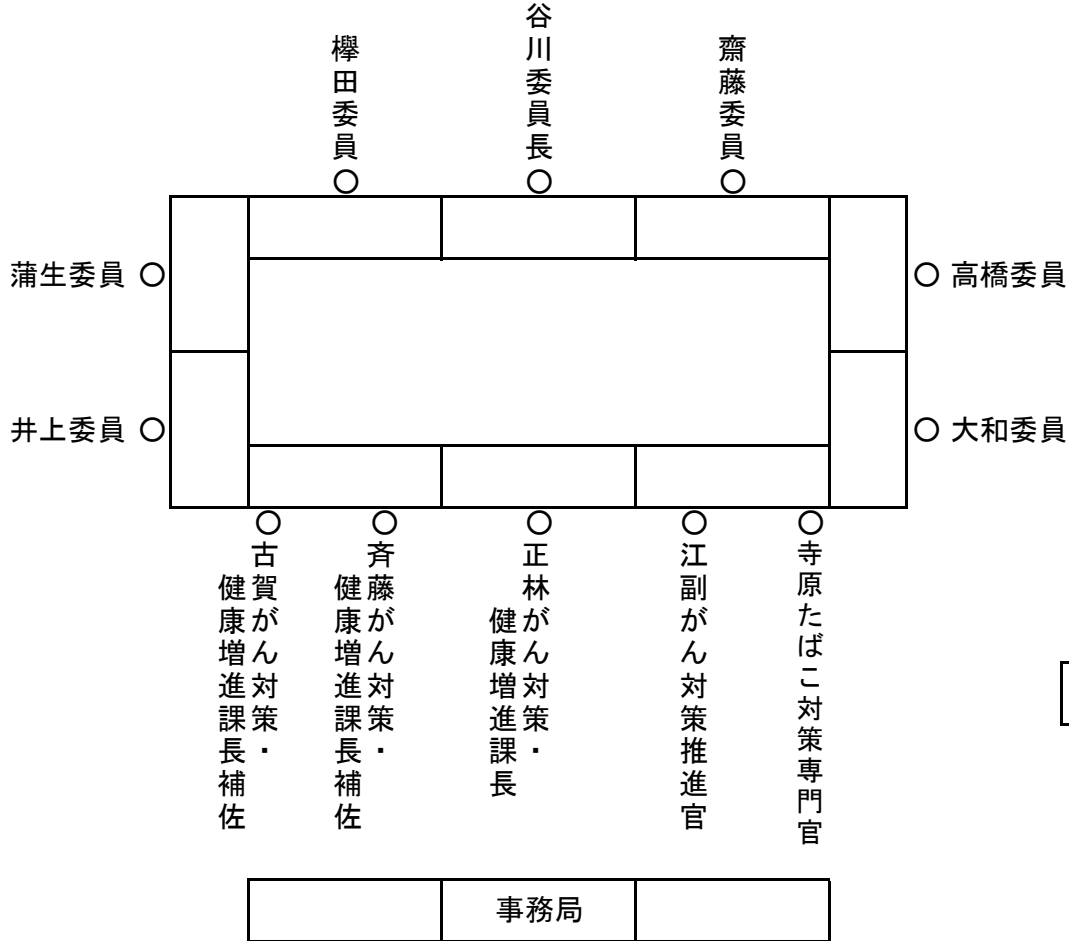 欅田委員
谷川委員長
齋藤委員
蒲生委員
高橋委員
井上委員
大和委員
古賀がん対策・
健康増進課長補佐
斉藤がん対策・
健康増進課長補佐
正林がん対策・
健康増進課長
江副がん対策推進官
寺原たばこ対策専門官
事務局